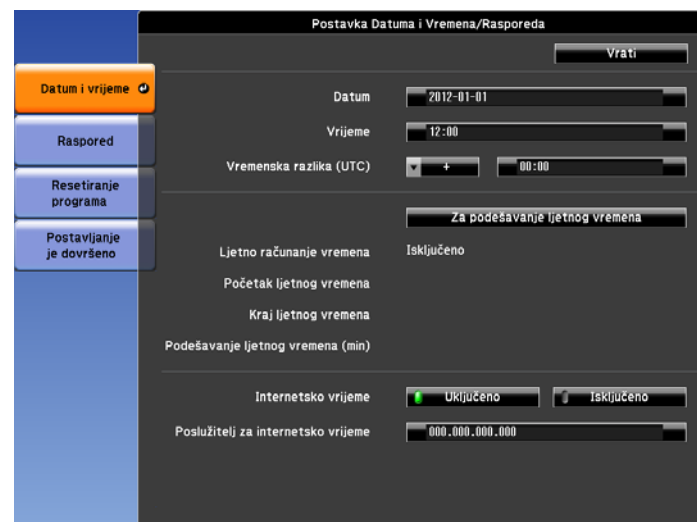 Postavka Datuma i Vremena/Rasporeda
Vrati
Datum i vrijeme
Raspored
Resetiranje
programa
Postavljanje
je dovršeno
Datum
2012-01-01
Vrijeme
12:00
Vremenska razlika (UTC)
+
00:00
Za podešavanje ljetnog vremena
Ljetno računanje vremena
Isključeno
Početak ljetnog vremena
Kraj ljetnog vremena
Podešavanje ljetnog vremena (min)
Internetsko vrijeme
Uključeno
Isključeno
Poslužitelj za internetsko vrijeme
000.000.000.000